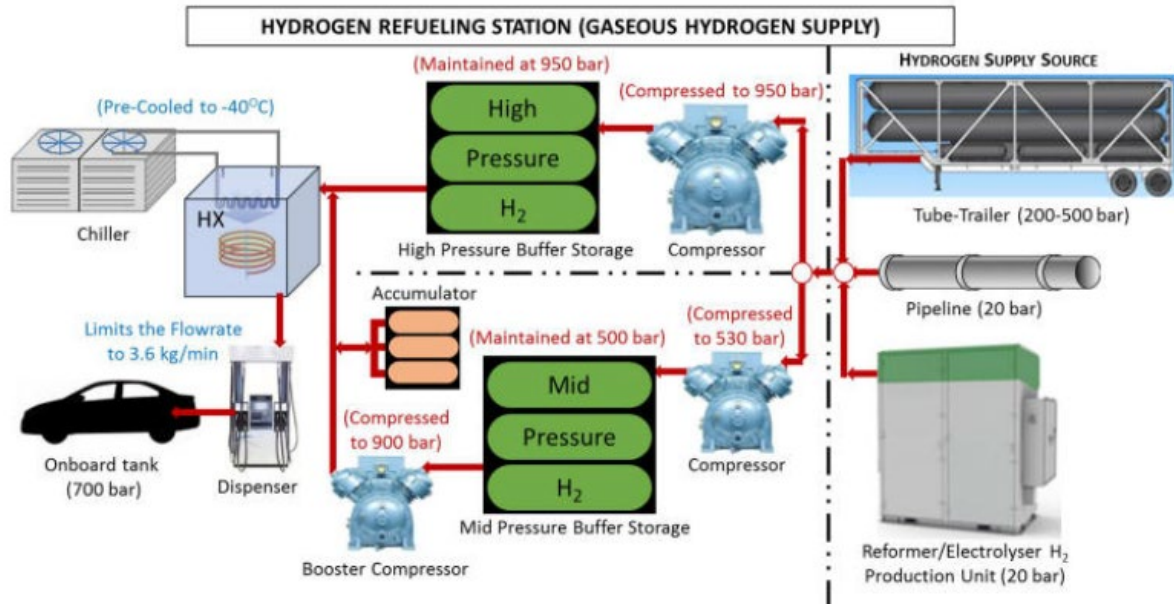 HYDROGEN REFUELING STATION (GASEOUS HYDROGEN SUPPLY)
(Maintained at 950 bar)
HYDROGEN SUPPLY SOURCE
(Pre-Cooled to -40°C)
(Compressed to 950 bar)
High
Pressure
H₂
HX
Chiller
High Pressure Buffer Storage
Compressor
Tube-Trailer (200-500 bar)
Accumulator
Pipeline (20 bar)
Limits the Flowrate
to 3.6 kg/min
(Maintained at 500 bar)
(Compressed
to 530 bar)
Mid
Pressure
H₂
(Compressed
to 900 bar)
Compressor
Onboard tank
(700 bar)
Dispenser
Mid Pressure Buffer Storage
Booster Compressor
Reformer/Electrolyser H₂
Production Unit (20 bar)